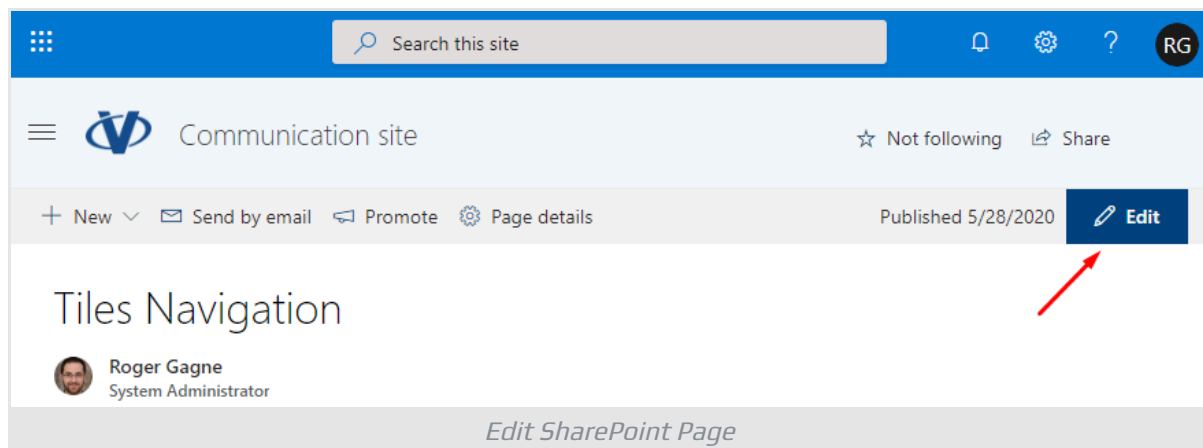 Search this site
?
RG
Communication site
Not following
Share
New
Send by email
Promote
Page details
Published 5/28/2020
Edit
Tiles Navigation
Roger Gagne
System Administrator
Edit SharePoint Page